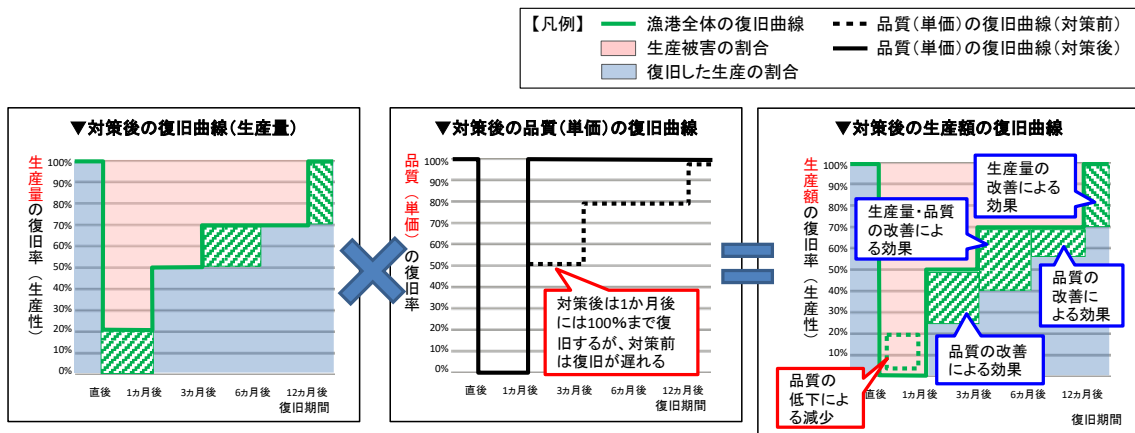 【凡例】
漁港全体の復旧曲線
生産被害の割合
復旧した生産の割合
品質(単価)の復旧曲線(対策前)
品質(単価)の復旧曲線(対策後)
▼対策後の復旧曲線(生産量)
生産量の復旧率(生産性)
100%
90%
80%
70%
60%
50%
40%
30%
20%
10%
0%
直後
1ヵ月後
3ヵ月後
6ヵ月後
12ヵ月後
復旧期間
▼対策後の品質(単価)の復旧曲線
品質(単価)の復旧率
100%
90%
80%
70%
60%
50%
40%
30%
20%
10%
0%
対策後は1か月後
には100%まで復
旧するが、対策前
は復旧が遅れる
直後
1ヵ月後
3ヵ月後
6ヵ月後
12ヵ月後
復旧期間
▼対策後の生産額の復旧曲線
生産額の復旧率(生産性)
100%
90%
80%
70%
60%
50%
40%
30%
20%
10%
0%
生産量の
改善による
効果
生産量・品質
の改善によ
る効果
品質の
改善によ
る効果
品質の改善
による効果
品質の
低下によ
る減少
直後
1ヵ月後
3ヵ月後
6ヵ月後
12ヵ月後
復旧期間